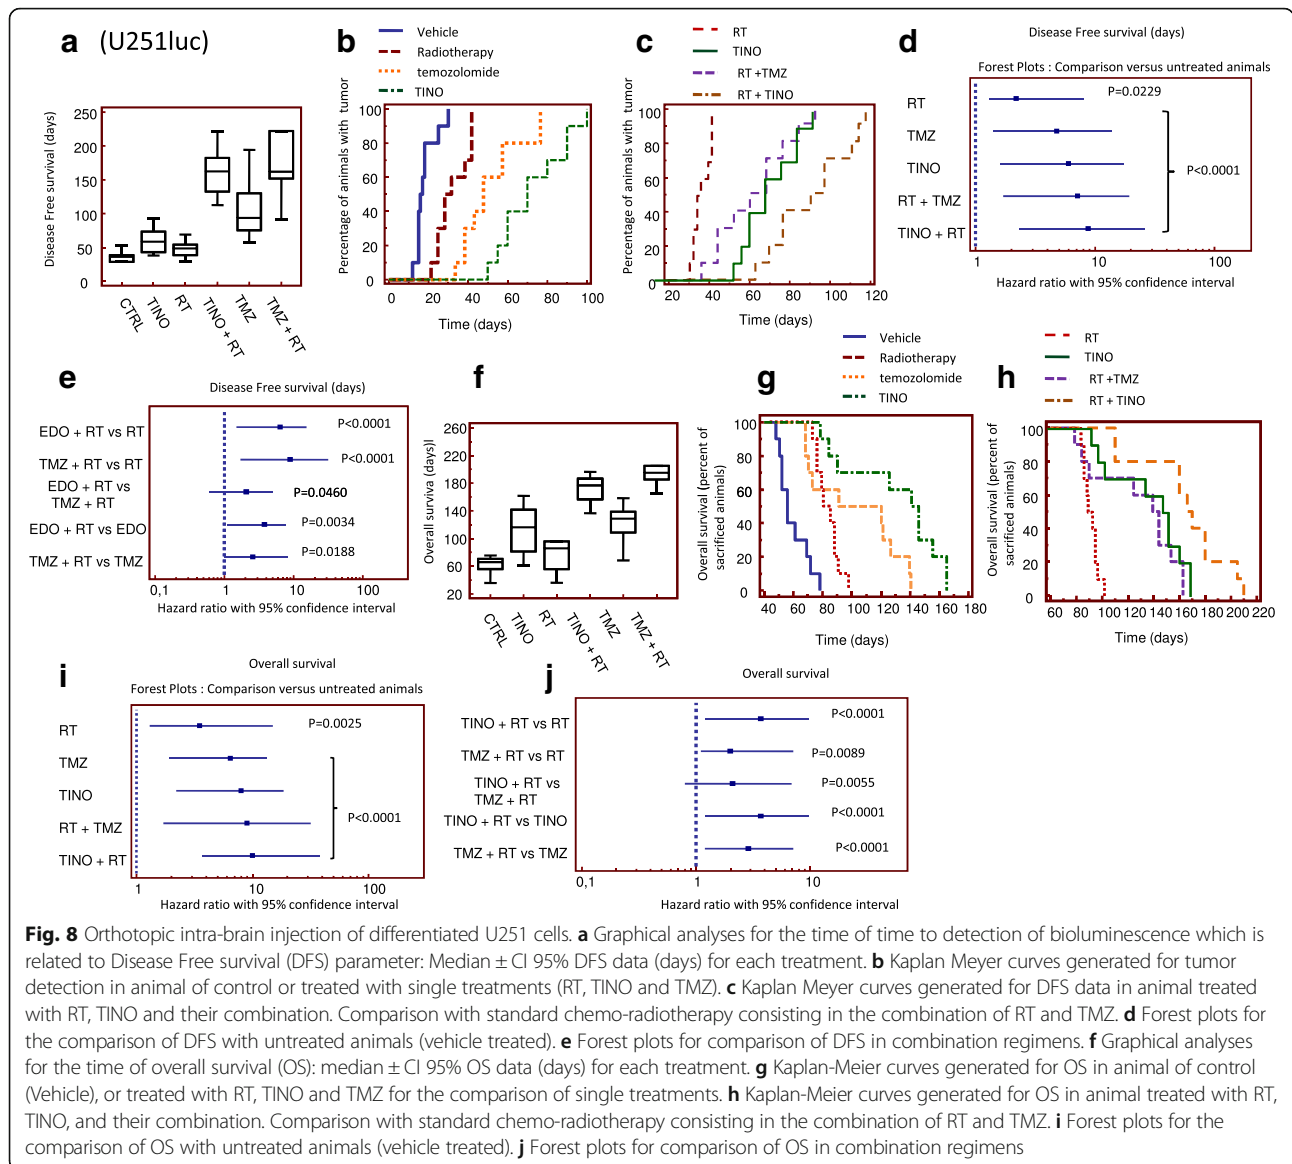 a (U251luc)
Disease Free survival (days)
250
200
150
100
50
0
CTRL
TINO
RT
TINO + RT
TMZ
TMZ + RT
b
Vehicle
Radiotherapy
temozolomide
TINO
Percentage of animals with tumor
100
80
60
40
20
0
0 20 40 60 80 100
Time (days)
c
RT
TINO
RT +TMZ
RT + TINO
Percentage of animals with tumor
100
80
60
40
20
0
20 40 60 80 100 120
Time (days)
d
Disease Free survival (days)
Forest Plots : Comparison versus untreated animals
RT
P=0.0229
TMZ
TINO
P<0.0001
RT + TMZ
TINO + RT
1 10 100
Hazard ratio with 95% confidence interval
e
Disease Free survival (days)
EDO + RT vs RT
P<0.0001
TMZ + RT vs RT
P<0.0001
EDO + RT vs
TMZ + RT
P=0.0460
EDO + RT vs EDO
P=0.0034
TMZ + RT vs TMZ
P=0.0188
0,1 1 10 100
Hazard ratio with 95% confidence interval
f
Overall surviva (days)l
260
220
180
140
100
60
20
CTRL
TINO
RT
TINO + RT
TMZ
TMZ + RT
g
Vehicle
Radiotherapy
temozolomide
TINO
Overall survival (percent of
sacrificed animals)
100
80
60
40
20
0
40 60 80 100 120 140 160 180
Time (days)
h
RT
TINO
RT +TMZ
RT + TINO
Overall survival (percent of
sacrificed animals)
100
80
60
40
20
0
60 80 100 120 140 160 180 200 220
Time (days)
i
Overall survival
Forest Plots : Comparison versus untreated animals
RT
P=0.0025
TMZ
TINO
P<0.0001
RT + TMZ
TINO + RT
1 10 100
Hazard ratio with 95% confidence interval
j
Overall survival
TINO + RT vs RT
P<0.0001
TMZ + RT vs RT
P=0.0089
TINO + RT vs
TMZ + RT
P=0.0055
TINO + RT vs TINO
P<0.0001
TMZ + RT vs TMZ
P<0.0001
0,1 1 10
Hazard ratio with 95% confidence interval
Fig. 8 Orthotopic intra-brain injection of differentiated U251 cells. a Graphical analyses for the time of time to detection of bioluminescence which is
related to Disease Free survival (DFS) parameter: Median ± CI 95% DFS data (days) for each treatment. b Kaplan Meyer curves generated for tumor
detection in animal of control or treated with single treatments (RT, TINO and TMZ). c Kaplan Meyer curves generated for DFS data in animal treated
with RT, TINO and their combination. Comparison with standard chemo-radiotherapy consisting in the combination of RT and TMZ. d Forest plots for
the comparison of DFS with untreated animals (vehicle treated). e Forest plots for comparison of DFS in combination regimens. f Graphical analyses
for the time of overall survival (OS): median ± CI 95% OS data (days) for each treatment. g Kaplan-Meier curves generated for OS in animal of control
(Vehicle), or treated with RT, TINO and TMZ for the comparison of single treatments. h Kaplan-Meier curves generated for OS in animal treated with RT,
TINO, and their combination. Comparison with standard chemo-radiotherapy consisting in the combination of RT and TMZ. i Forest plots for the
comparison of OS with untreated animals (vehicle treated). j Forest plots for comparison of OS in combination regimens